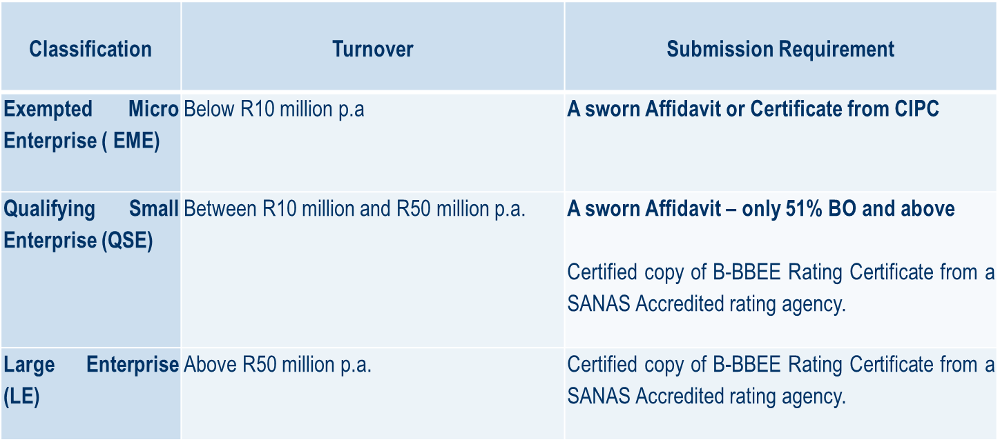 Classification Turnover Submission Requirement
Exempted Micro Below R10 million p.a A sworn Affidavit or Certificate from CIPC
Enterprise ( EME)
Qualifying Small Between R10 million and R50 million p.a. A sworn Affidavit – only 51% BO and above
Enterprise (QSE)
Certified copy of B-BBEE Rating Certificate from a
SANAS Accredited rating agency.
Large Enterprise Above R50 million p.a. Certified copy of B-BBEE Rating Certificate from a
(LE) SANAS Accredited rating agency.